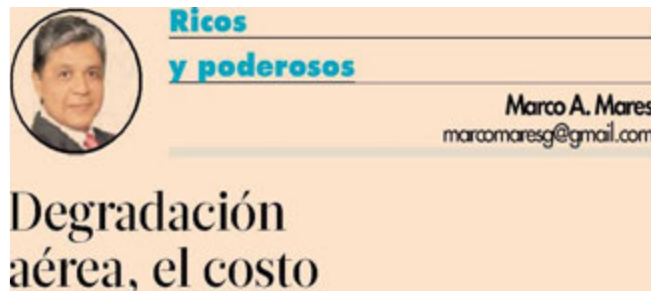 Ricos
y poderosos
Marco A. Mares
marcomaresg@gmail.com
Degradación
aérea, el costo